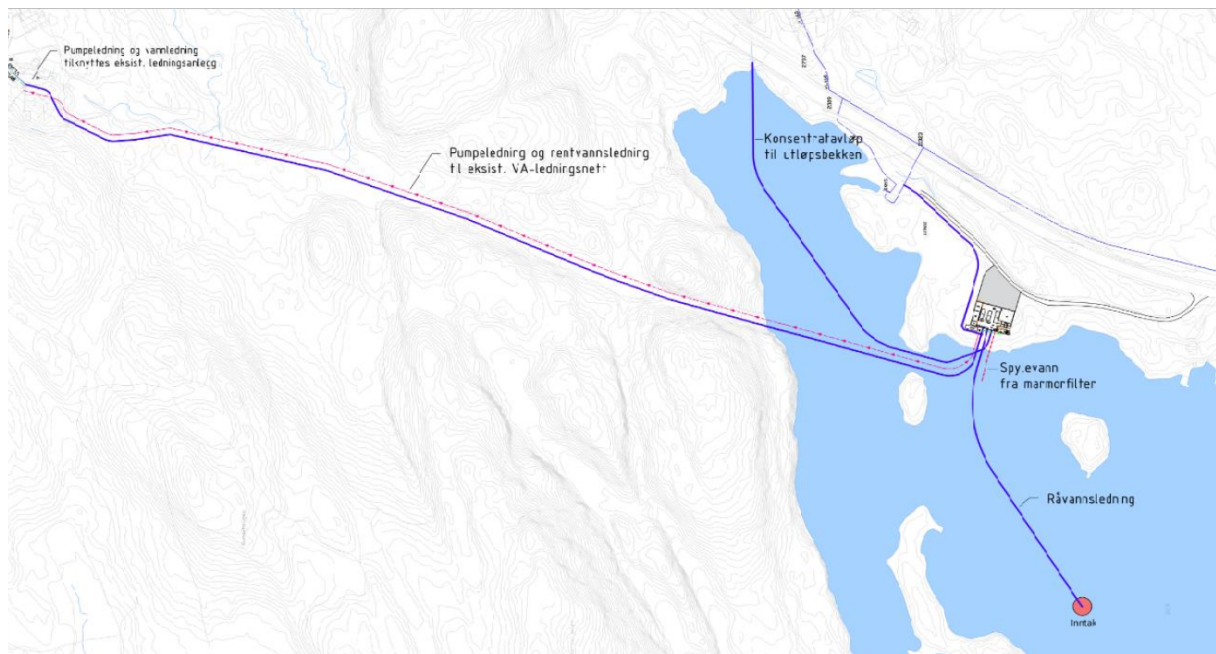 Pumpeledning og vannledning
tilknyttes eksist. ledningsanlegg
Pumpeledning og rentvannsledning
til eksist. VA-ledningsnett
Konsentratavløp
til utløpsbekken
Spylevann
fra marmorfilter
Råvannsledning
Inntak